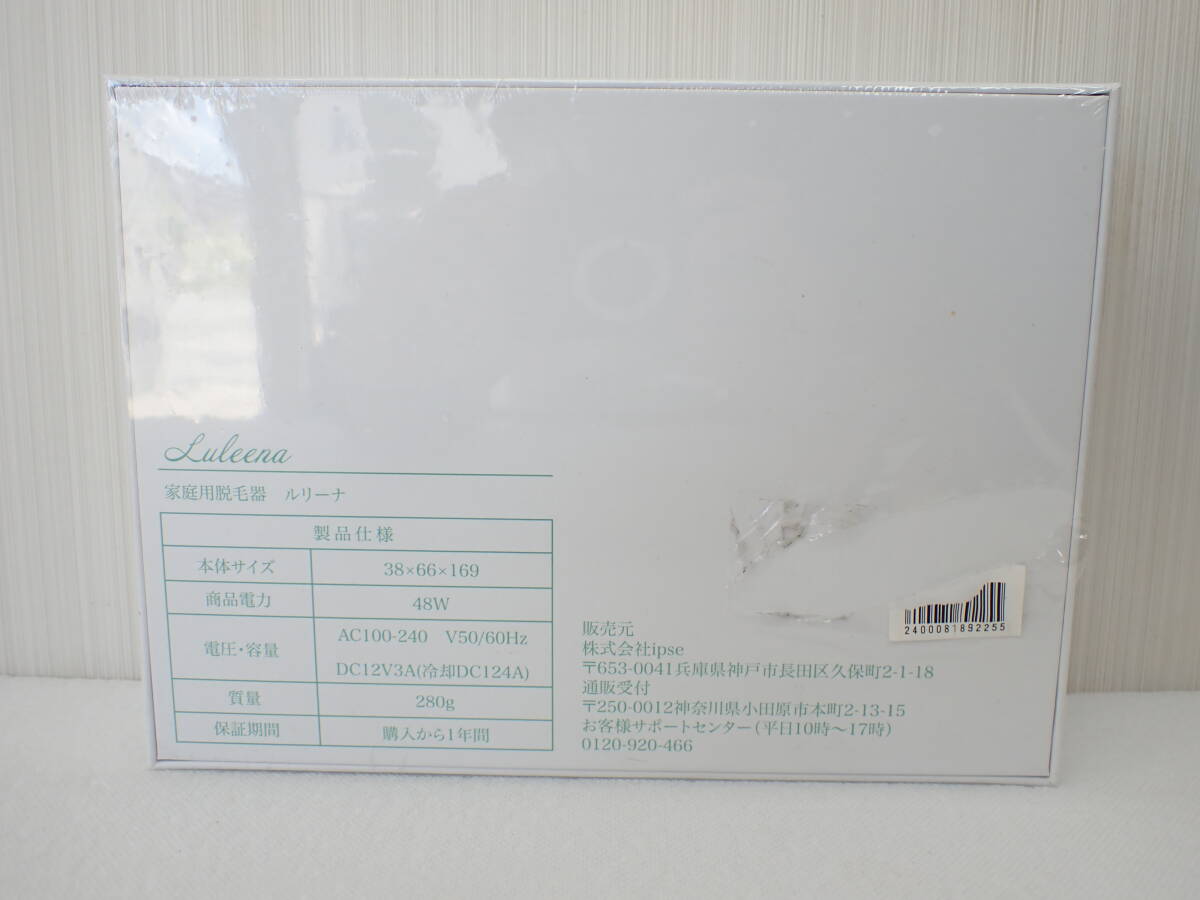 Luleena
家庭用脱毛器 ルリーナ
製品仕様
本体サイズ 38×66×169
商品電力 48W
電圧・容量 AC100-240 V50/60Hz
DC12V3A(冷却DC124A)
質量 280g
保証期間 購入から1年間
販売元
株式会社ipse
〒653-0041兵庫県神戸市長田区久保町2-1-18
通販受付
〒250-0012神奈川県小田原市本町2-13-15
お客様サポートセンター(平日10時～17時)
0120-920-466
2400081892255